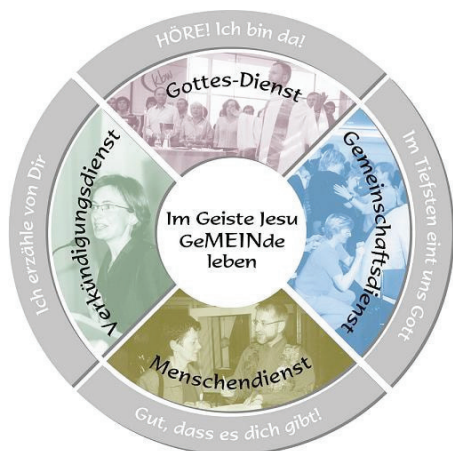 HÖRE! Ich bin da!
Gottes-Dienst
Im Tiefsten eint uns Gott
Gemeinschaftsdienst
Gut, dass es dich gibt!
Menschendienst
Ich erzähle von Dir
Verkündigungsdienst
Im Geiste Jesu
GeMEINde
leben